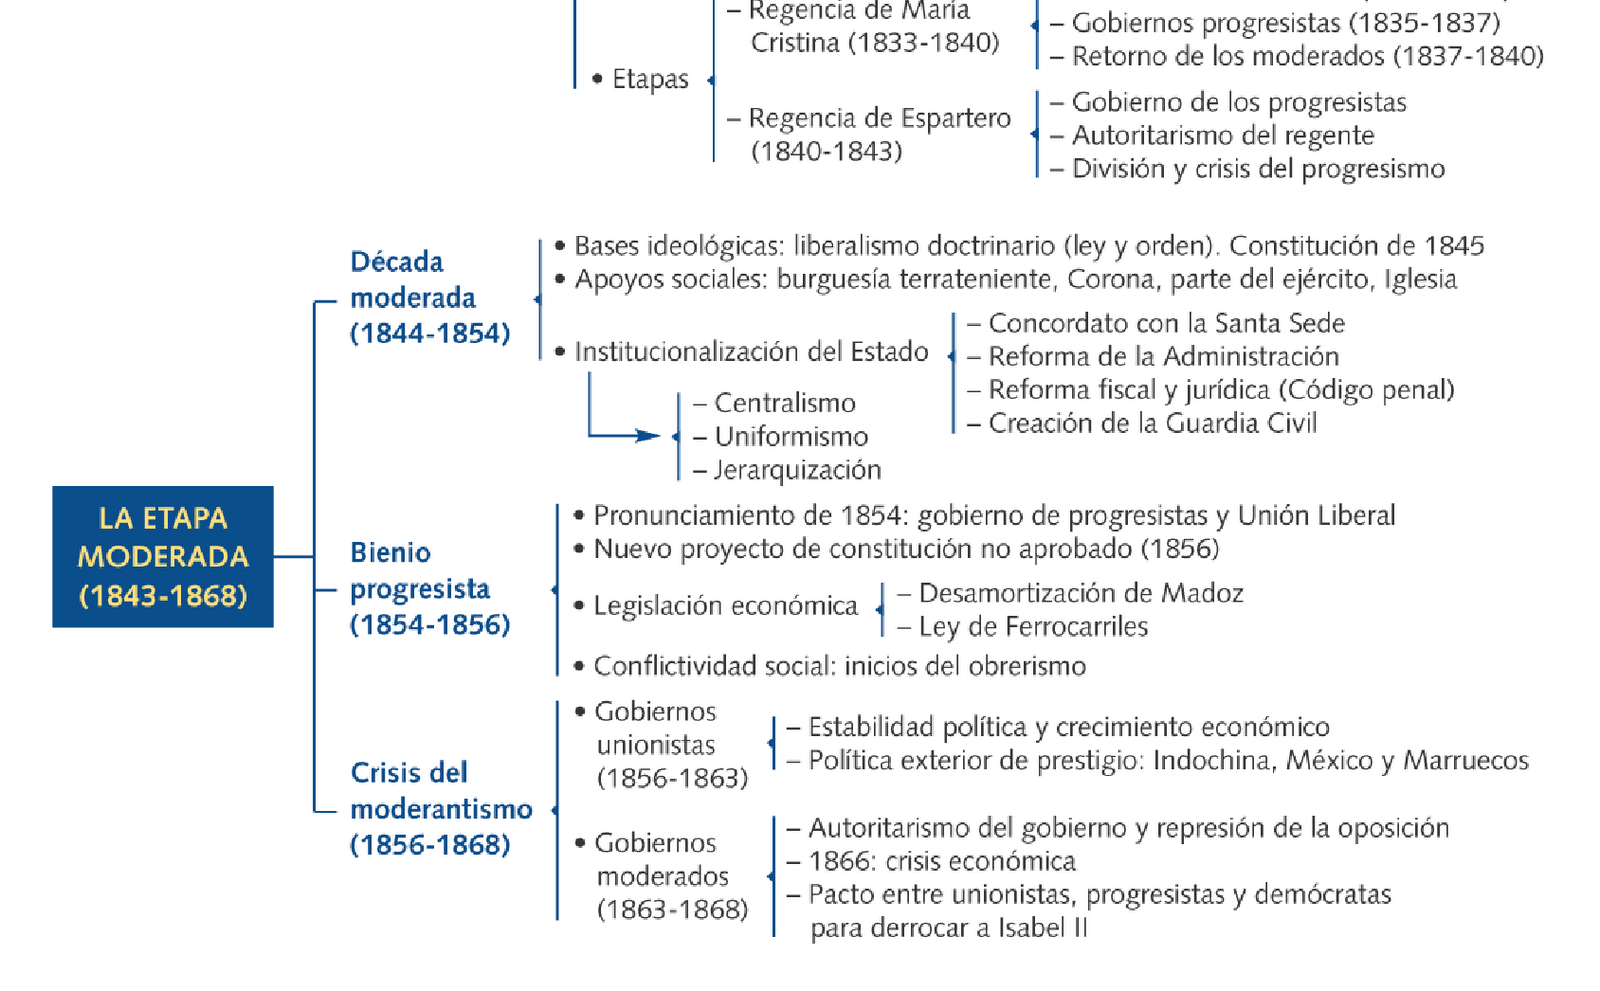 – Regencia de María
Cristina (1833-1840)
– Gobiernos progresistas (1835-1837)
– Retorno de los moderados (1837-1840)
• Etapas
– Regencia de Espartero
(1840-1843)
– Gobierno de los progresistas
– Autoritarismo del regente
– División y crisis del progresismo
LA ETAPA
MODERADA
(1843-1868)
Década
moderada
(1844-1854)
• Bases ideológicas: liberalismo doctrinario (ley y orden). Constitución de 1845
• Apoyos sociales: burguesía terrateniente, Corona, parte del ejército, Iglesia
• Institucionalización del Estado
– Concordato con la Santa Sede
– Reforma de la Administración
– Reforma fiscal y jurídica (Código penal)
– Creación de la Guardia Civil
– Centralismo
– Uniformismo
– Jerarquización
Bienio
progresista
(1854-1856)
• Pronunciamiento de 1854: gobierno de progresistas y Unión Liberal
• Nuevo proyecto de constitución no aprobado (1856)
• Legislación económica
– Desamortización de Madoz
– Ley de Ferrocarriles
• Conflictividad social: inicios del obrerismo
Crisis del
moderantismo
(1856-1868)
• Gobiernos
unionistas
(1856-1863)
– Estabilidad política y crecimiento económico
– Política exterior de prestigio: Indochina, México y Marruecos
• Gobiernos
moderados
(1863-1868)
– Autoritarismo del gobierno y represión de la oposición
– 1866: crisis económica
– Pacto entre unionistas, progresistas y demócratas
para derrocar a Isabel II